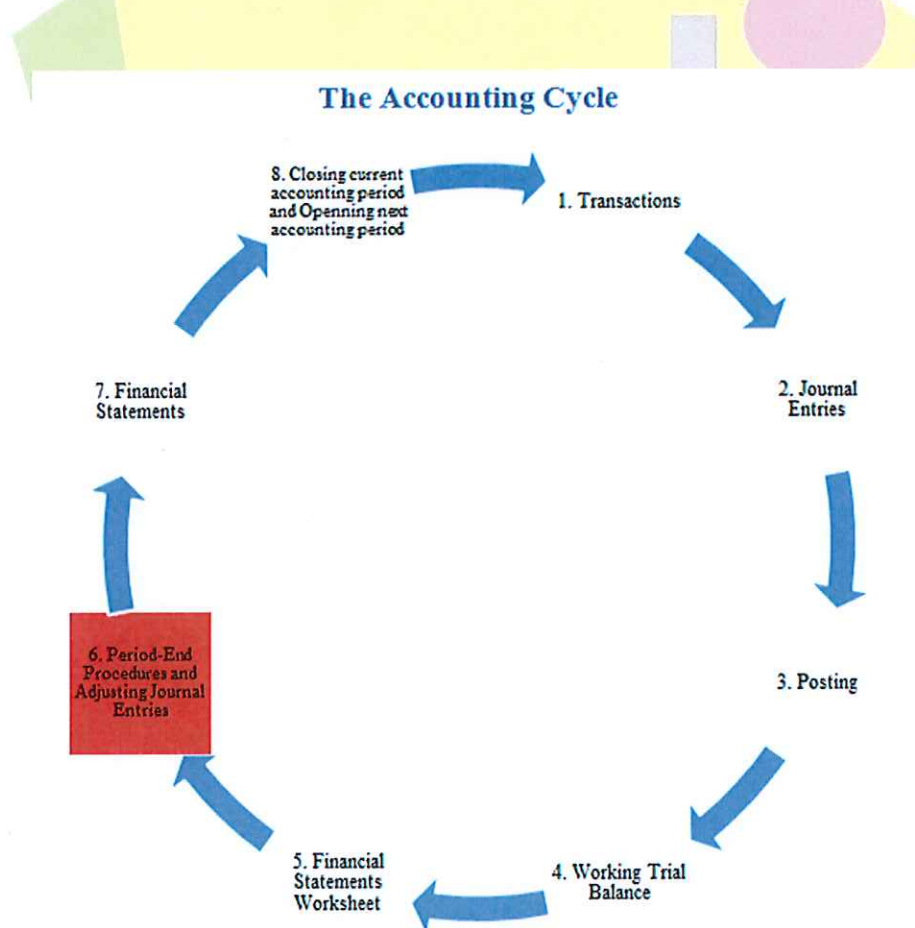 The Accounting Cycle
8. Closing current
accounting period
and Openning next
accounting period
1. Transactions
2. Journal
Entries
3. Posting
4. Working Trial
Balance
5. Financial
Statements
Worksheet
6. Period-End
Procedures and
Adjusting Journal
Entries
7. Financial
Statements